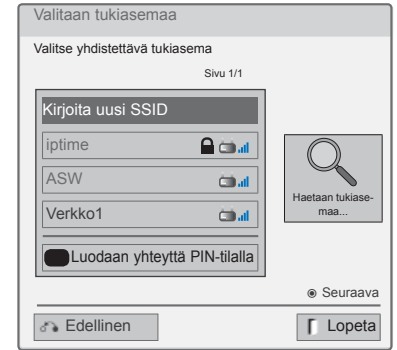 Valitaan tukiasemaa
Valitse yhdistettävä tukiasema
Sivu 1/1
Kirjoita uusi SSID
iptime
ASW
Verkko1
Luodaan yhteyttä PIN-tilalla
Haetaan tukiase-
maa...
Seuraava
Edellinen
Lopeta